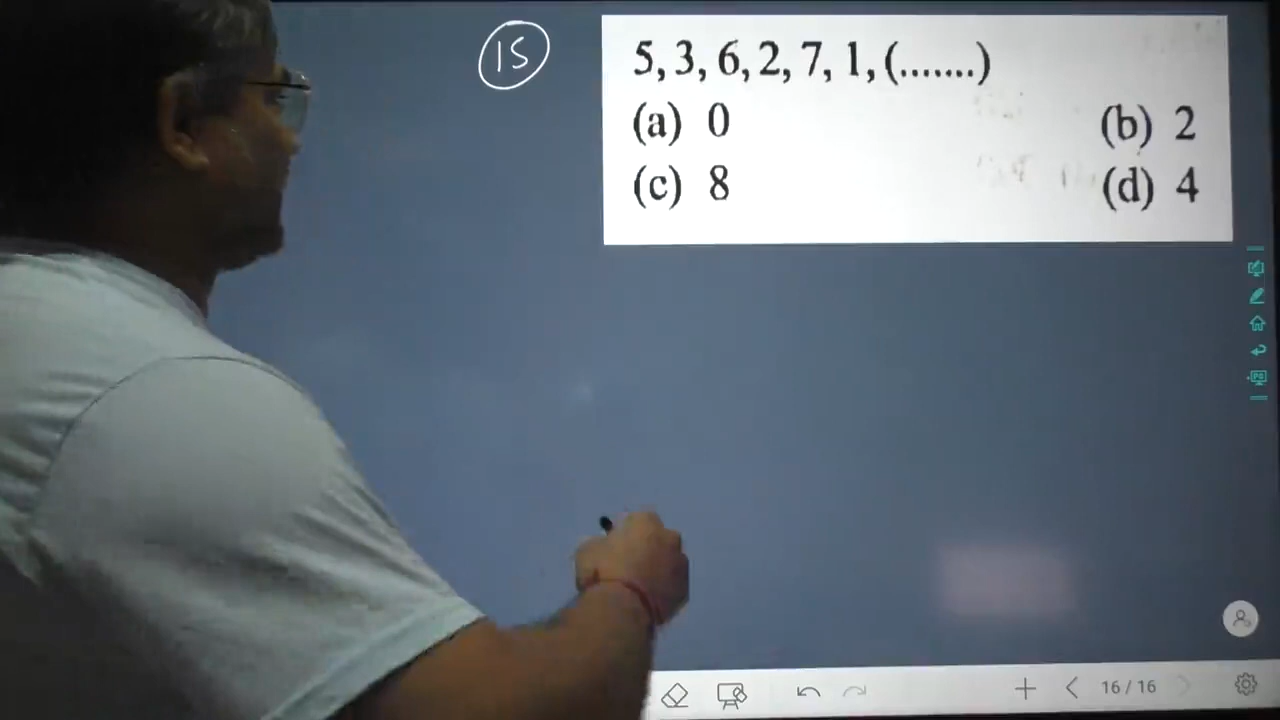 15
5, 3, 6, 2, 7, 1, (.......)
(a) 0 (b) 2
(c) 8 (d) 4
16 / 16